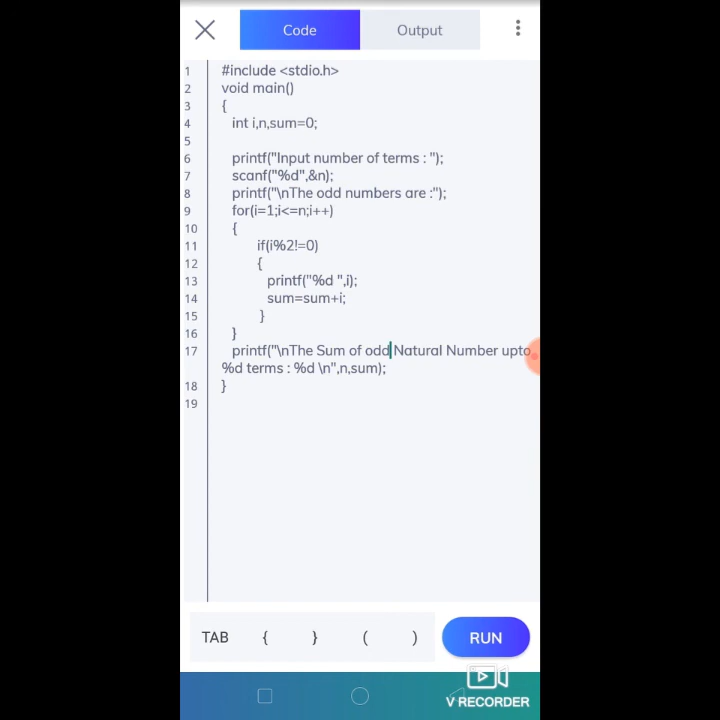 Code Output
1 #include <stdio.h>
2 void main()
3 {
4 int i,n,sum=0;
5
6 printf("Input number of terms : ");
7 scanf("%d",&n);
8 printf("\nThe odd numbers are :");
9 for(i=1;i<=n;i++)
10 {
11 if(i%2!=0)
12 {
13 printf("%d ",i);
14 sum=sum+i;
15 }
16 }
17 printf("\nThe Sum of odd Natural Number upto
%d terms : %d \n",n,sum);
18 }
19
TAB { } ( ) RUN
V RECORDER